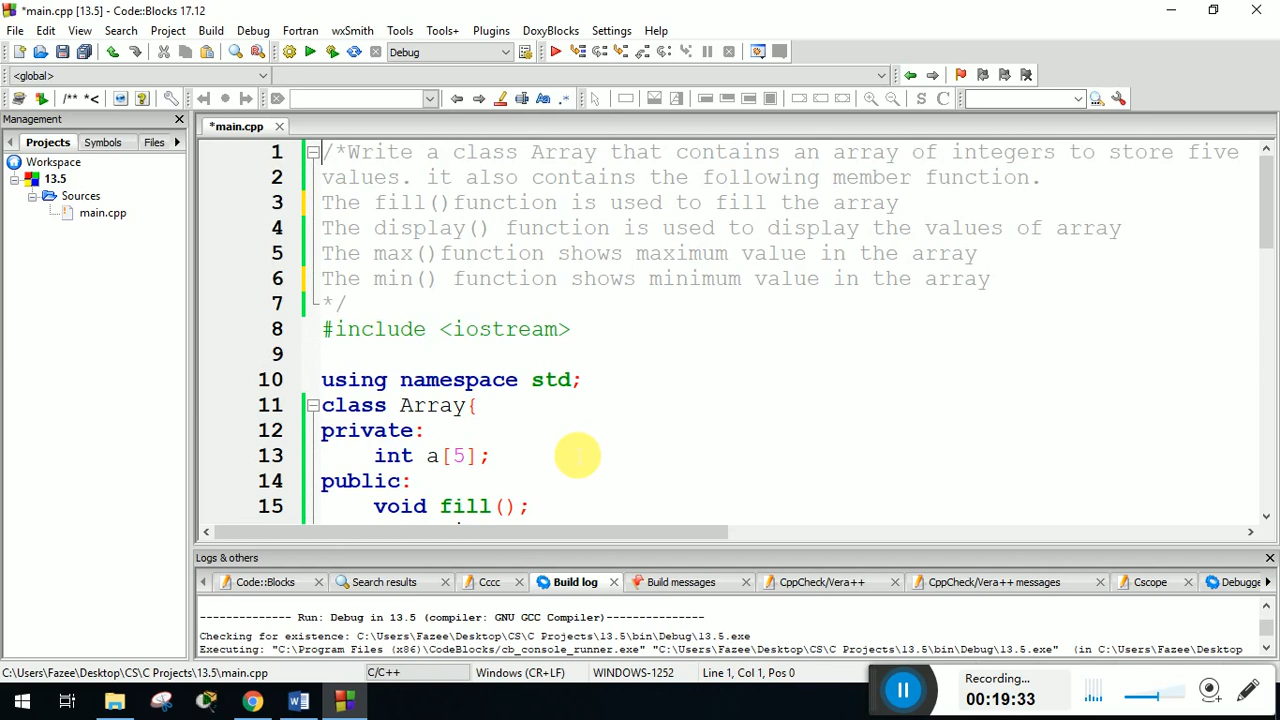 *main.cpp [13.5] - Code::Blocks 17.12
File Edit View Search Project Build Debug Fortran wxSmith Tools Tools+ Plugins DoxyBlocks Settings Help
Debug
<global>
/** *<
S C
Management
Projects Symbols Files
Workspace
13.5
Sources
main.cpp
*main.cpp
1 /*Write a class Array that contains an array of integers to store five
2 values. it also contains the following member function.
3 The fill()function is used to fill the array
4 The display() function is used to display the values of array
5 The max()function shows maximum value in the array
6 The min() function shows minimum value in the array
7 */
8 #include <iostream>
9
10 using namespace std;
11 class Array{
12 private:
13 int a[5];
14 public:
15 void fill();
Logs & others
Code::Blocks Search results Cccc Build log Build messages CppCheck/Vera++ CppCheck/Vera++ messages Cscope Debugge
-------------- Run: Debug in 13.5 (compiler: GNU GCC Compiler)---------------
Checking for existence: C:\Users\Fazee\Desktop\CS\C Projects\13.5\bin\Debug\13.5.exe
Executing: "C:\Program Files (x86)\CodeBlocks/cb_console_runner.exe" "C:\Users\Fazee\Desktop\CS\C Projects\13.5\bin\Debug\13.5.exe" (in C:\Users\Fazee\Desktop
C:\Users\Fazee\Desktop\CS\C Projects\13.5\main.cpp C/C++ Windows (CR+LF) WINDOWS-1252 Line 1, Col 1, Pos 0
Recording...
00:19:33